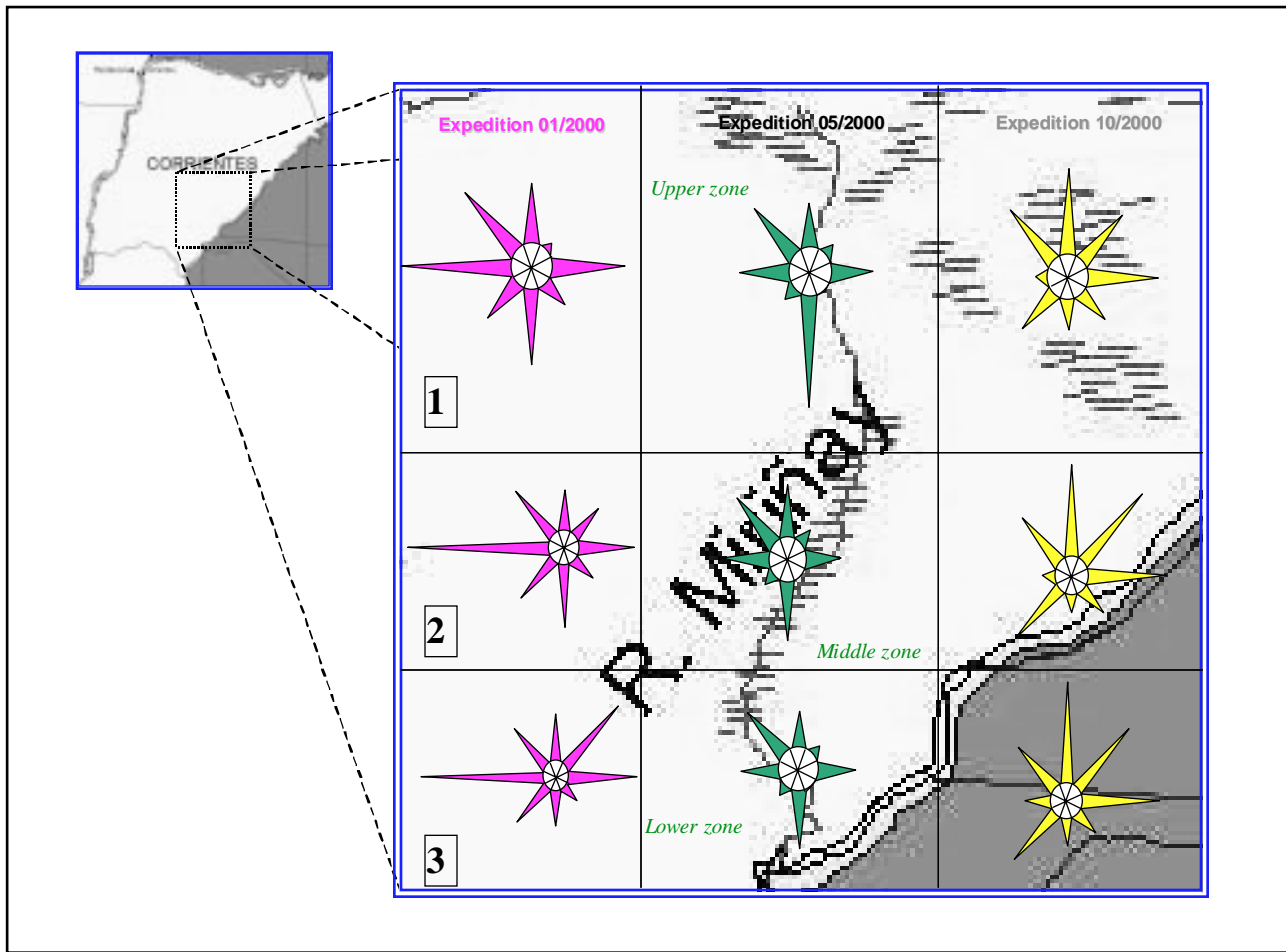 CORRIENTES
Expedition 01/2000
Expedition 05/2000
Expedition 10/2000
Upper zone
1
R. Miriñay
2
Middle zone
Lower zone
3